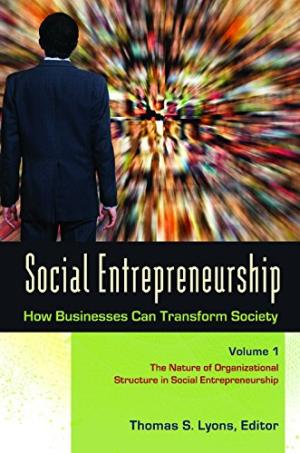 Social Entrepreneurship
How Businesses Can Transform Society
Volume 1
The Nature of Organizational
Structure in Social Entrepreneurship
Thomas S. Lyons, Editor